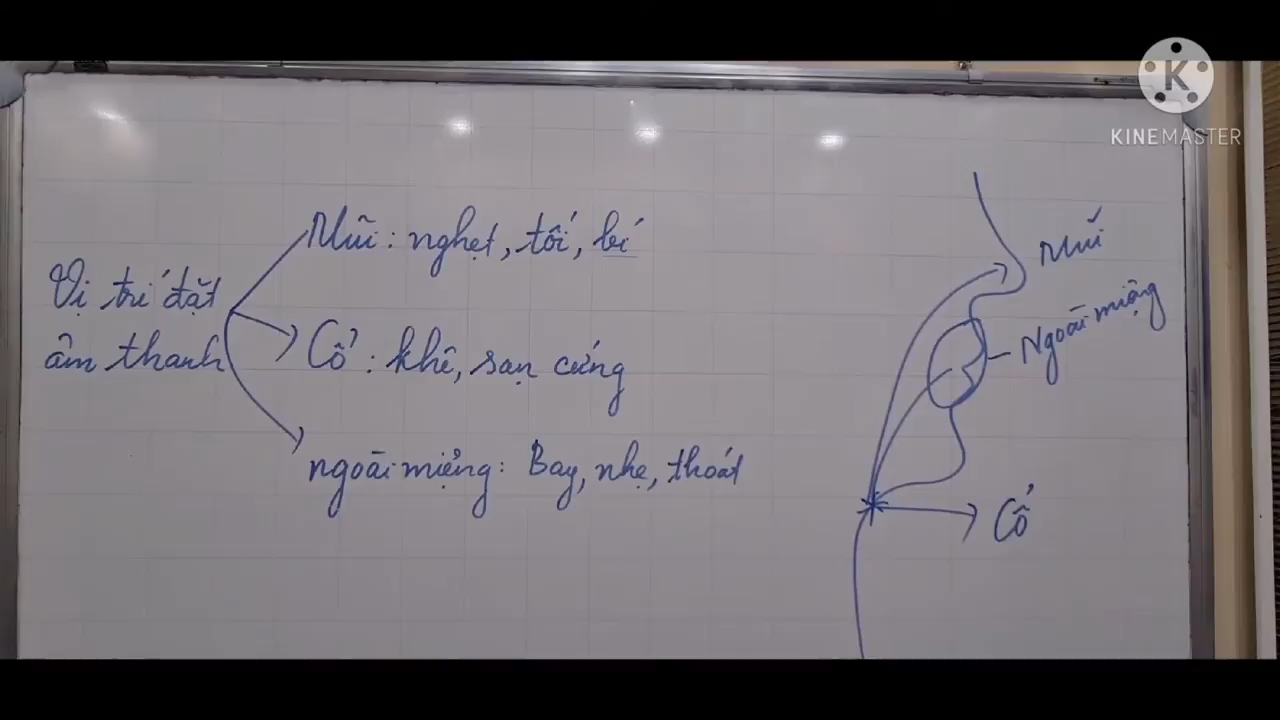 KINEMASTER
Vị trí đặt
âm thanh
Mũi: nghẹt, tối, bí
Cổ: khê, sạn cứng
ngoài miệng: Bay, nhẹ, thoát
Mũi
Ngoài miệng
Cổ